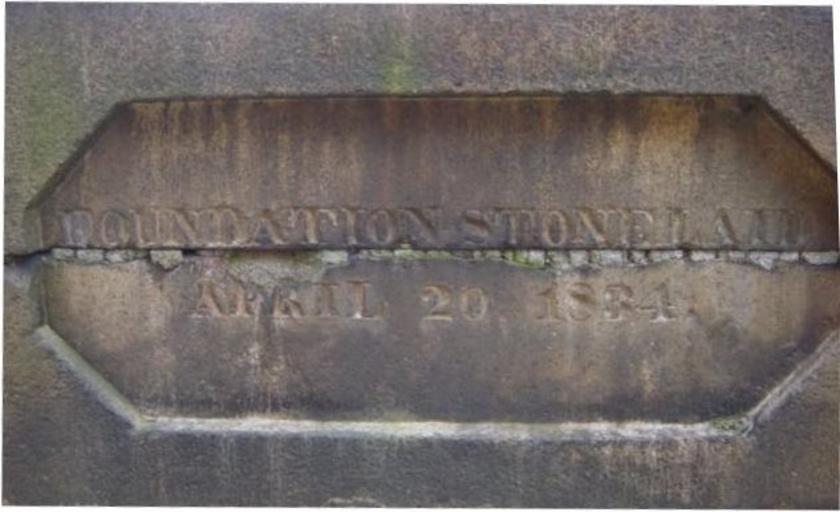 FOUNDATION STONE LAID
APRIL 20. 1834.